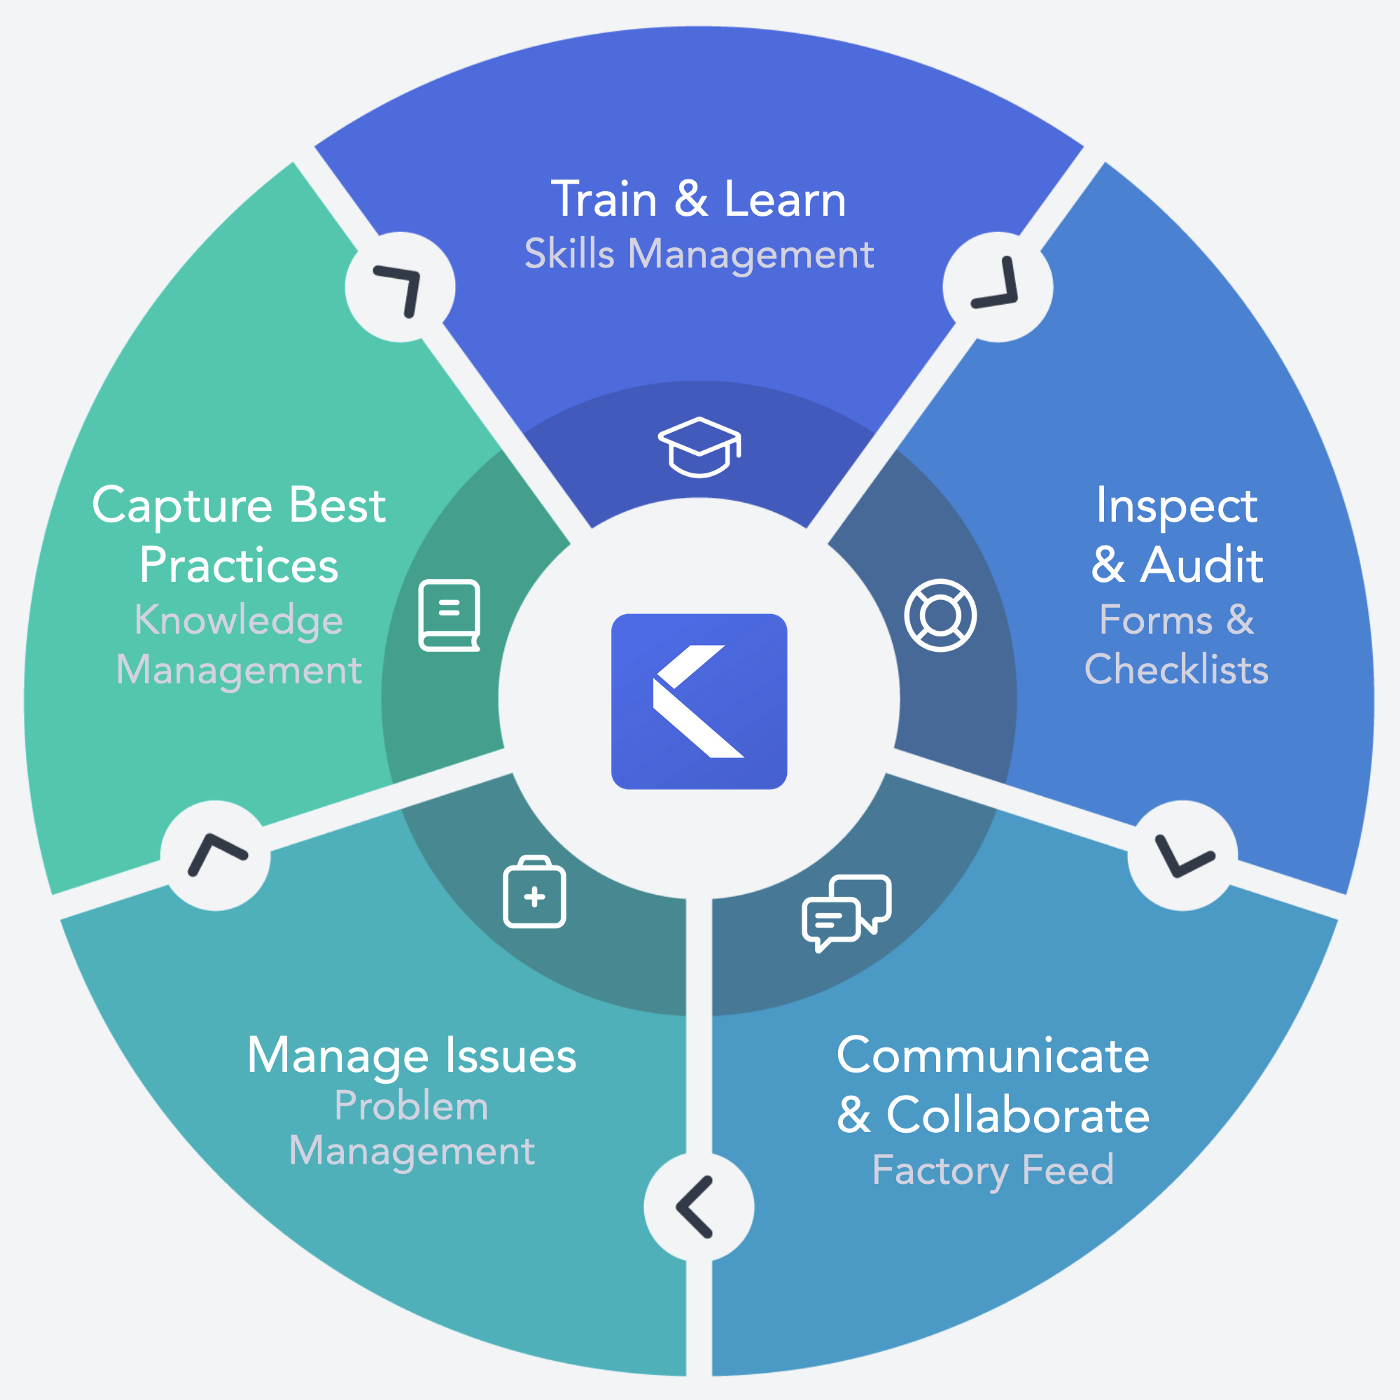 Train & Learn
Skills Management
Inspect
& Audit
Forms &
Checklists
Communicate
& Collaborate
Factory Feed
Manage Issues
Problem
Management
Capture Best
Practices
Knowledge
Management